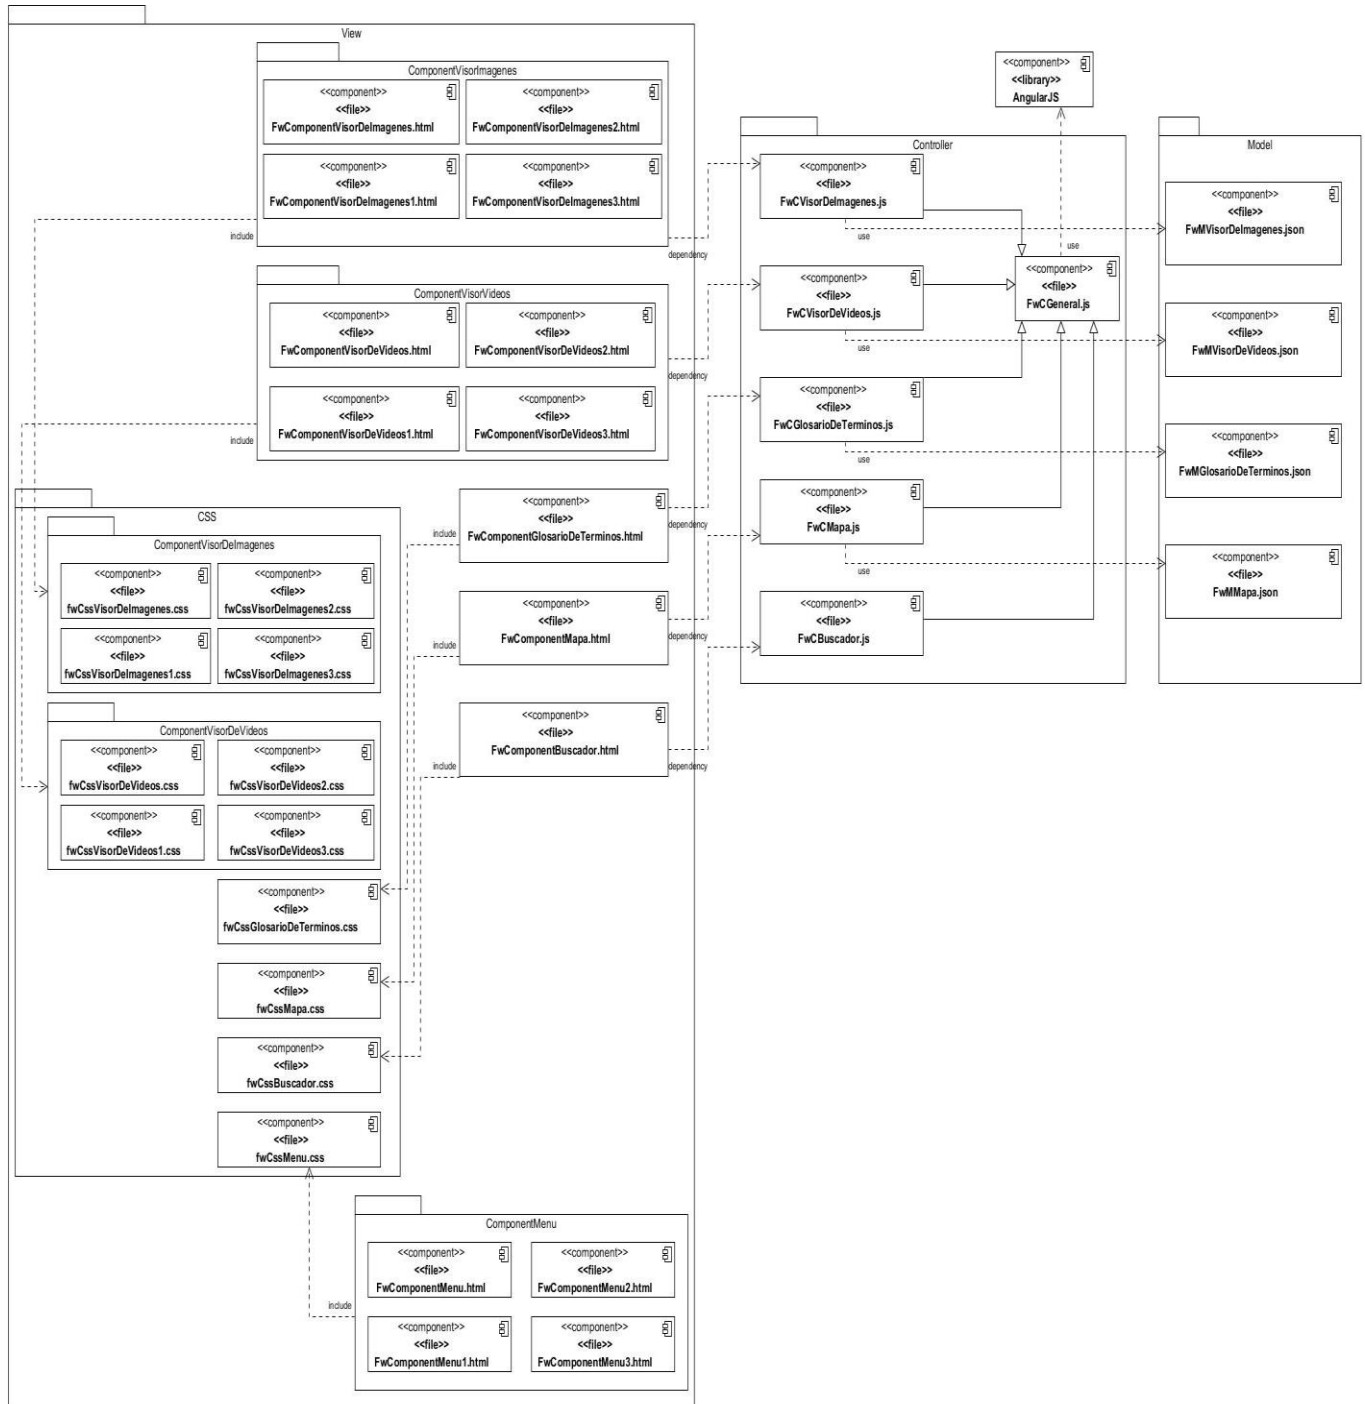 View
ComponentVisorImagenes
<<component>>
<<file>>
FwComponentVisorDeImagenes.html
<<component>>
<<file>>
FwComponentVisorDeImagenes2.html
<<component>>
<<file>>
FwComponentVisorDeImagenes1.html
<<component>>
<<file>>
FwComponentVisorDeImagenes3.html
include
dependency
ComponentVisorVideos
<<component>>
<<file>>
FwComponentVisorDeVideos.html
<<component>>
<<file>>
FwComponentVisorDeVideos2.html
<<component>>
<<file>>
FwComponentVisorDeVideos1.html
<<component>>
<<file>>
FwComponentVisorDeVideos3.html
include
dependency
CSS
ComponentVisorDeImagenes
<<component>>
<<file>>
fwCssVisorDeImagenes.css
<<component>>
<<file>>
fwCssVisorDeImagenes2.css
<<component>>
<<file>>
fwCssVisorDeImagenes1.css
<<component>>
<<file>>
fwCssVisorDeImagenes3.css
ComponentVisorDeVideos
<<component>>
<<file>>
fwCssVisorDeVideos.css
<<component>>
<<file>>
fwCssVisorDeVideos2.css
<<component>>
<<file>>
fwCssVisorDeVideos1.css
<<component>>
<<file>>
fwCssVisorDeVideos3.css
<<component>>
<<file>>
fwCssGlosarioDeTerminos.css
<<component>>
<<file>>
fwCssMapa.css
<<component>>
<<file>>
fwCssBuscador.css
<<component>>
<<file>>
fwCssMenu.css
<<component>>
<<file>>
FwComponentGlosarioDeTerminos.html
include
dependency
<<component>>
<<file>>
FwComponentMapa.html
include
dependency
<<component>>
<<file>>
FwComponentBuscador.html
include
dependency
ComponentMenu
<<component>>
<<file>>
FwComponentMenu.html
<<component>>
<<file>>
FwComponentMenu2.html
<<component>>
<<file>>
FwComponentMenu1.html
<<component>>
<<file>>
FwComponentMenu3.html
include
<<component>>
<<library>>
AngularJS
Controller
<<component>>
<<file>>
FwCVisorDeImagenes.js
use
use
<<component>>
<<file>>
FwCGeneral.js
<<component>>
<<file>>
FwCVisorDeVideos.js
use
<<component>>
<<file>>
FwCGlosarioDeTerminos.js
use
<<component>>
<<file>>
FwCMapa.js
use
<<component>>
<<file>>
FwCBuscador.js
Model
<<component>>
<<file>>
FwMVisorDeImagenes.json
<<component>>
<<file>>
FwMVisorDeVideos.json
<<component>>
<<file>>
FwMGlosarioDeTerminos.json
<<component>>
<<file>>
FwMMapa.json